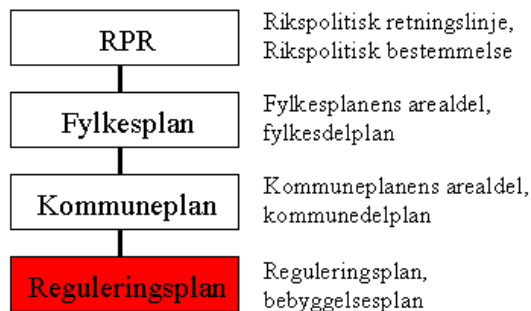 RPR
Rikspolitisk retningslinje,
Rikspolitisk bestemmelse
Fylkesplan
Fylkesplanens arealdel,
fylkesdelplan
Kommuneplan
Kommuneplanens arealdel,
kommunedelplan
Reguleringsplan
Reguleringsplan,
bebyggelsesplan